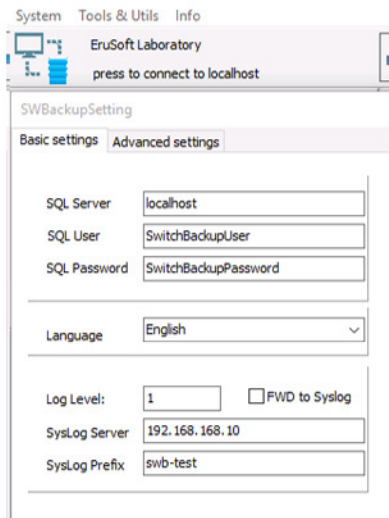 System Tools & Utils Info
EruSoft Laboratory
press to connect to localhost
SWBackupSetting
Basic settings Advanced settings
SQL Server localhost
SQL User SwitchBackupUser
SQL Password SwitchBackupPassword
Language English
Log Level: 1 FWD to Syslog
SysLog Server 192.168.168.10
SysLog Prefix swb-test